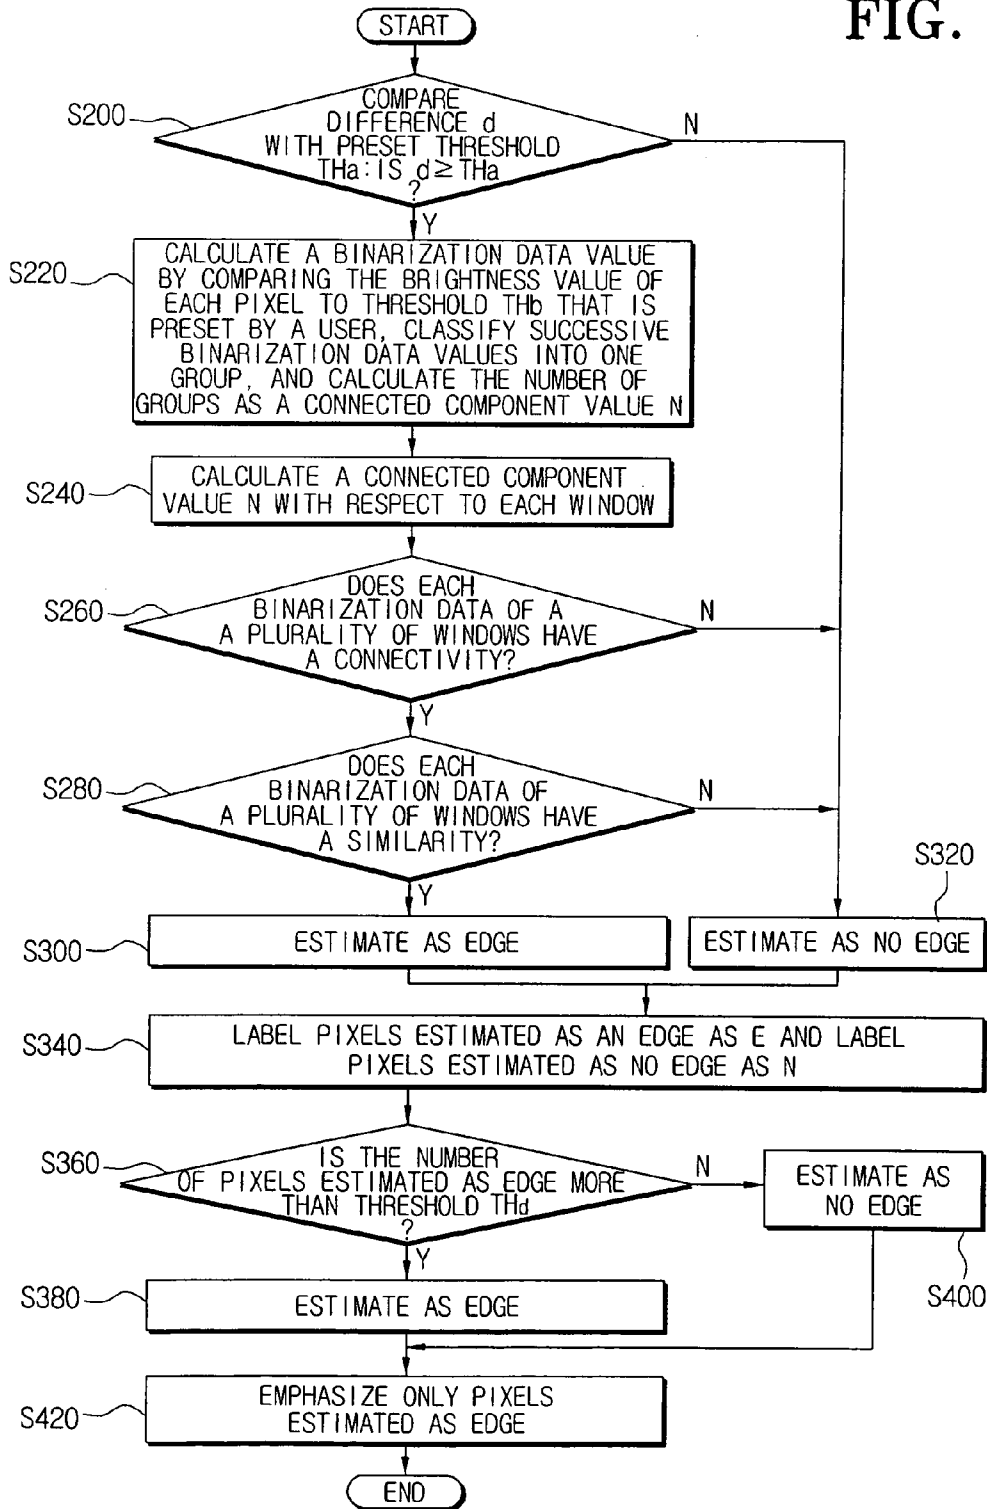 FIG.
START
S200
COMPARE
DIFFERENCE d
WITH PRESET THRESHOLD
THa:IS d≥THa
?
N
Y
S220
CALCULATE A BINARIZATION DATA VALUE
BY COMPARING THE BRIGHTNESS VALUE OF
EACH PIXEL TO THRESHOLD THb THAT IS
PRESET BY A USER, CLASSIFY SUCCESSIVE
BINARIZATION DATA VALUES INTO ONE
GROUP, AND CALCULATE THE NUMBER OF
GROUPS AS A CONNECTED COMPONENT VALUE N
S240
CALCULATE A CONNECTED COMPONENT
VALUE N WITH RESPECT TO EACH WINDOW
S260
DOES EACH
BINARIZATION DATA OF A
A PLURALITY OF WINDOWS HAVE
A CONNECTIVITY?
N
Y
S280
DOES EACH
BINARIZATION DATA OF
A PLURALITY OF WINDOWS HAVE
A SIMILARITY?
N
Y
S320
S300
ESTIMATE AS EDGE
ESTIMATE AS NO EDGE
S340
LABEL PIXELS ESTIMATED AS AN EDGE AS E AND LABEL
PIXELS ESTIMATED AS NO EDGE AS N
S360
IS THE NUMBER
OF PIXELS ESTIMATED AS EDGE MORE
THAN THRESHOLD THd
?
N
Y
ESTIMATE AS
NO EDGE
S400
S380
ESTIMATE AS EDGE
S420
EMPHASIZE ONLY PIXELS
ESTIMATED AS EDGE
END